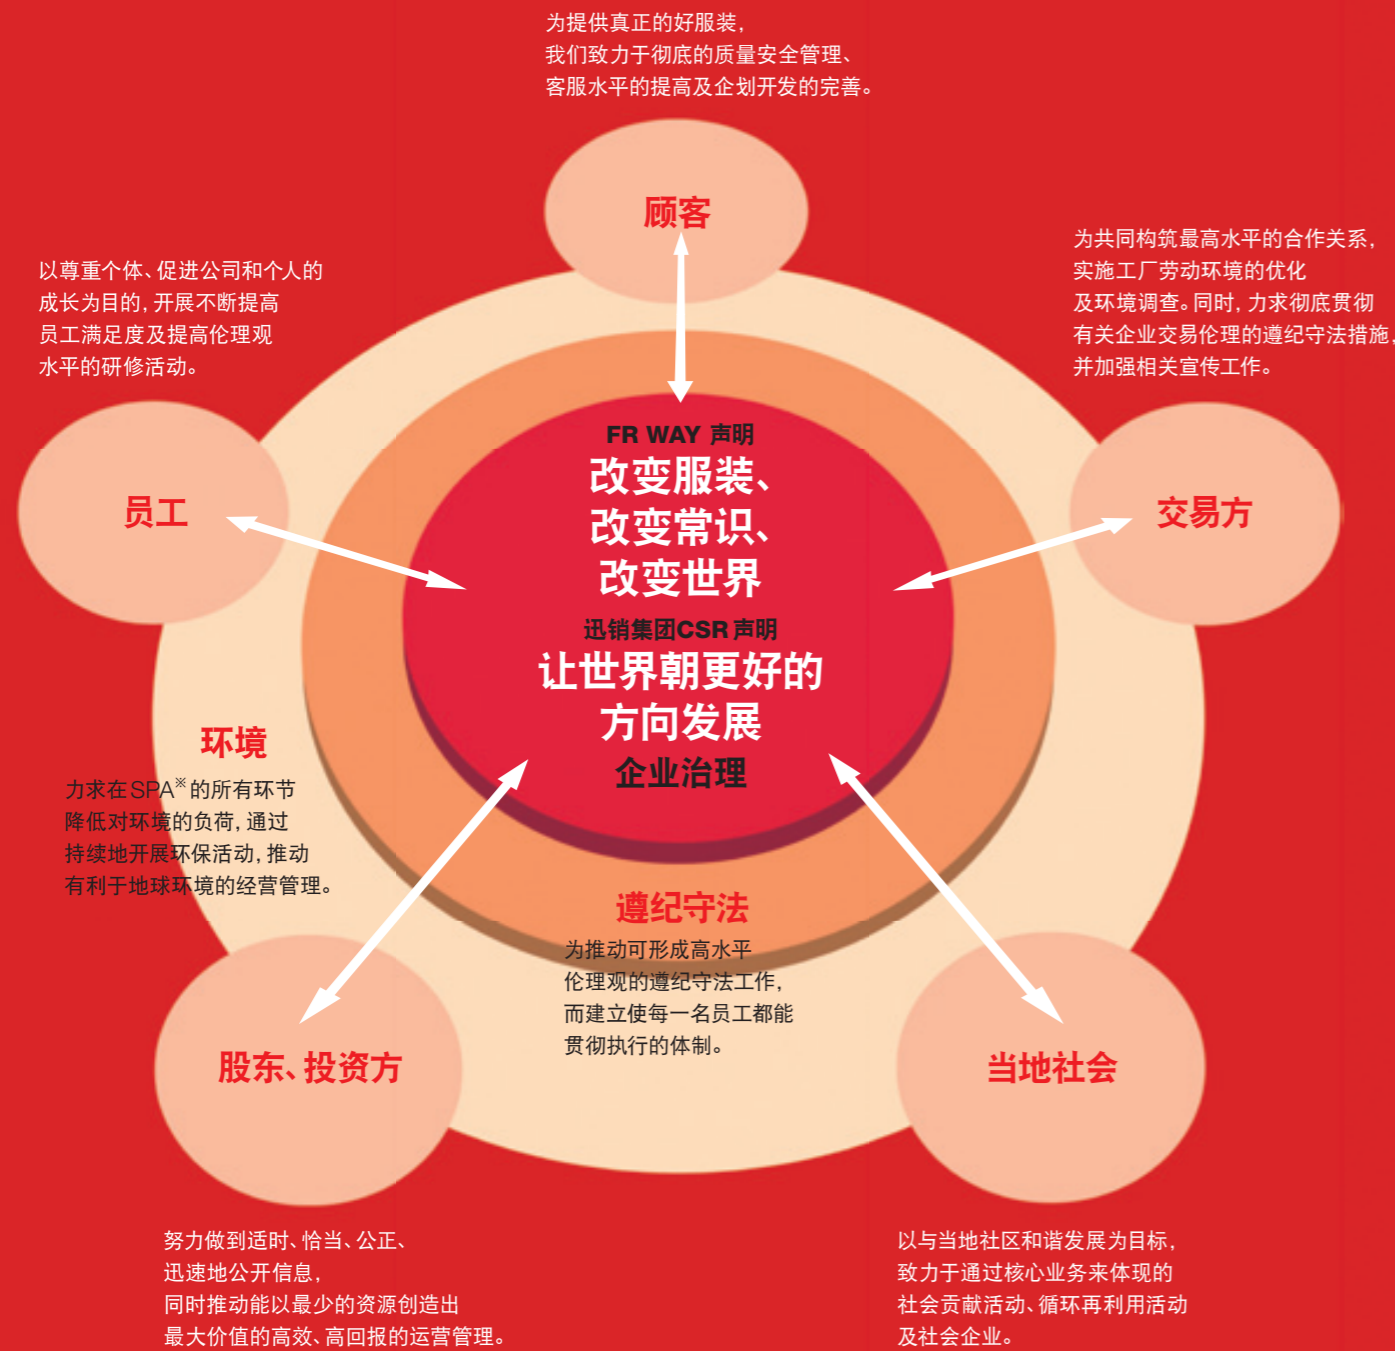 为提供真正的好服装,
我们致力于彻底的质量安全管理、
客服水平的提高及企划开发的完善。
顾客
以尊重个体、促进公司和个人的
成长为目的,开展不断提高
员工满足度及提高伦理观
水平的研修活动。
员工
为共同构筑最高水平的合作关系,
实施工厂劳动环境的优化
及环境调查。同时,力求彻底贯彻
有关企业交易伦理的遵纪守法措施,
并加强相关宣传工作。
交易方
FR WAY 声明
改变服装、
改变常识、
改变世界
迅销集团CSR声明
让世界朝更好的
方向发展
企业治理
环境
力求在SPA※的所有环节
降低对环境的负荷,通过
持续地开展环保活动,推动
有利于地球环境的经营管理。
遵纪守法
为推动可形成高水平
伦理观的遵纪守法工作,
而建立使每一名员工都能
贯彻执行的体制。
股东、投资方
努力做到适时、恰当、公正、
迅速地公开信息,
同时推动能以最少的资源创造出
最大价值的高效、高回报的运营管理。
当地社会
以与当地社区和谐发展为目标,
致力于通过核心业务来体现的
社会贡献活动、循环再利用活动
及社会企业。